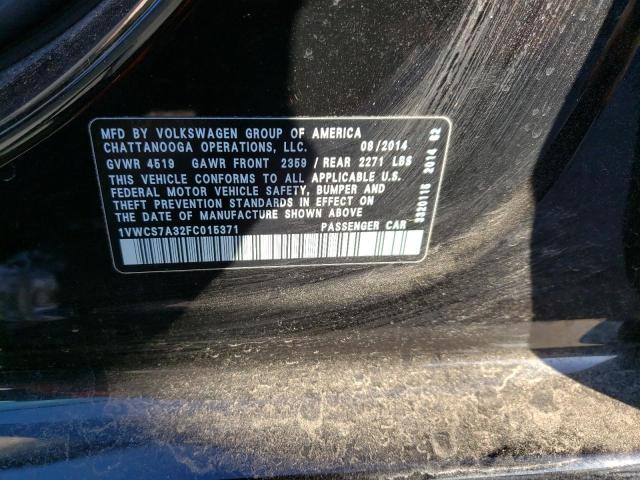 MFD BY VOLKSWAGEN GROUP OF AMERICA
CHATTANOOGA OPERATIONS, LLC. 08/2014
GVWR 4519 GAWR FRONT 2359 / REAR 2271 LBS
THIS VEHICLE CONFORMS TO ALL APPLICABLE U.S.
FEDERAL MOTOR VEHICLE SAFETY, BUMPER AND
THEFT PREVENTION STANDARDS IN EFFECT ON
THE DATE OF MANUFACTURE SHOWN ABOVE
1VWCS7A32FC015371 PASSENGER CAR
3320118 2014 82